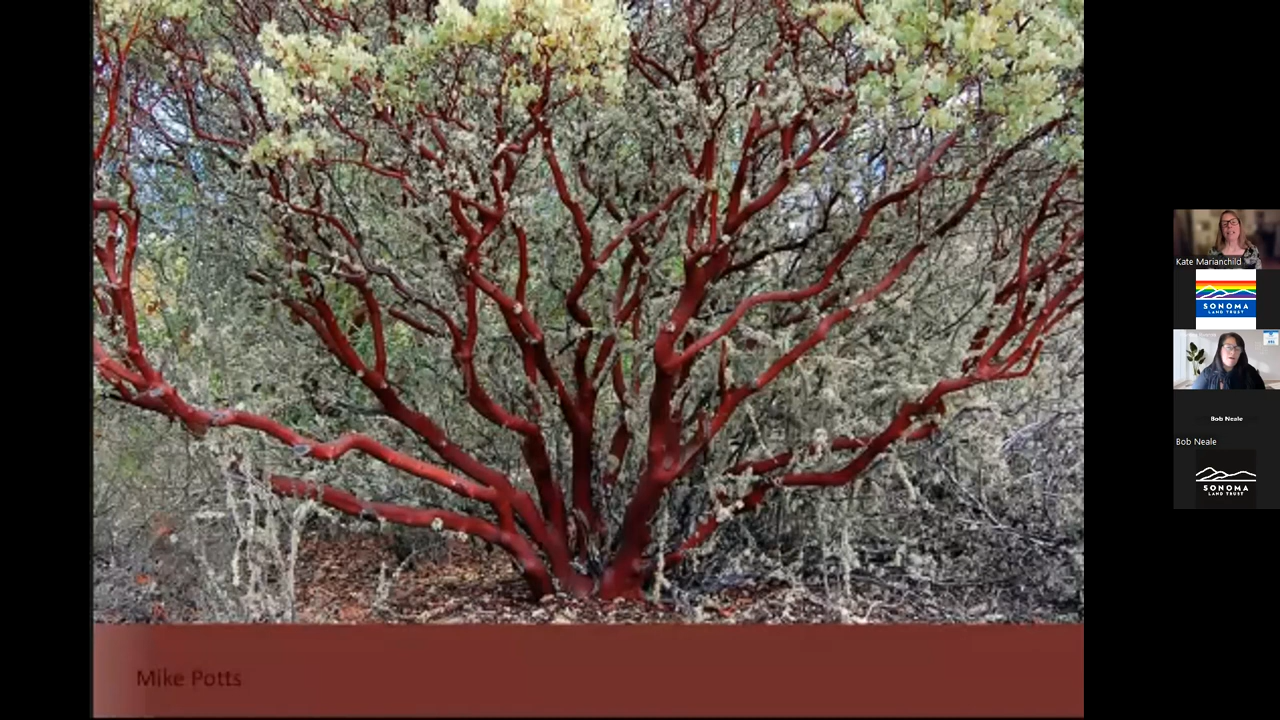 Mike Potts
Kate Marianchild
SONOMA
LAND TRUST
Bob Neale
Bob Neale
SONOMA
LAND TRUST